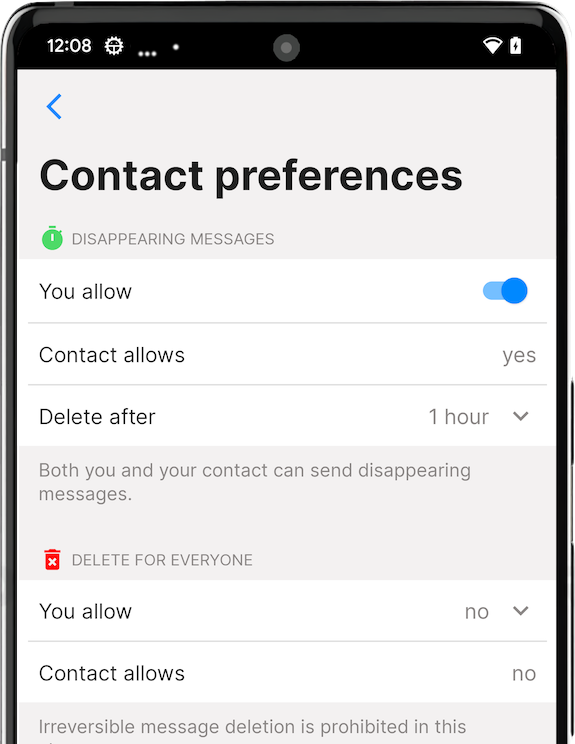 12:08
Contact preferences
DISAPPEARING MESSAGES
You allow
Contact allows yes
Delete after 1 hour
Both you and your contact can send disappearing
messages.
DELETE FOR EVERYONE
You allow no
Contact allows no
Irreversible message deletion is prohibited in this